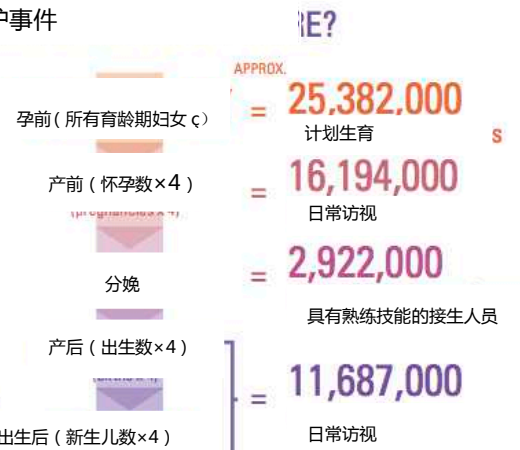 护事件
RE?
APPROX.
孕前(所有育龄期妇女 ς)
= 25,382,000
计划生育
S
产前(怀孕数×4)
= 16,194,000
日常访视
(pregnancies x 4)
分娩
= 2,922,000
具有熟练技能的接生人员
产后(出生数×4)
= 11,687,000
出生后(新生儿数×4)
日常访视